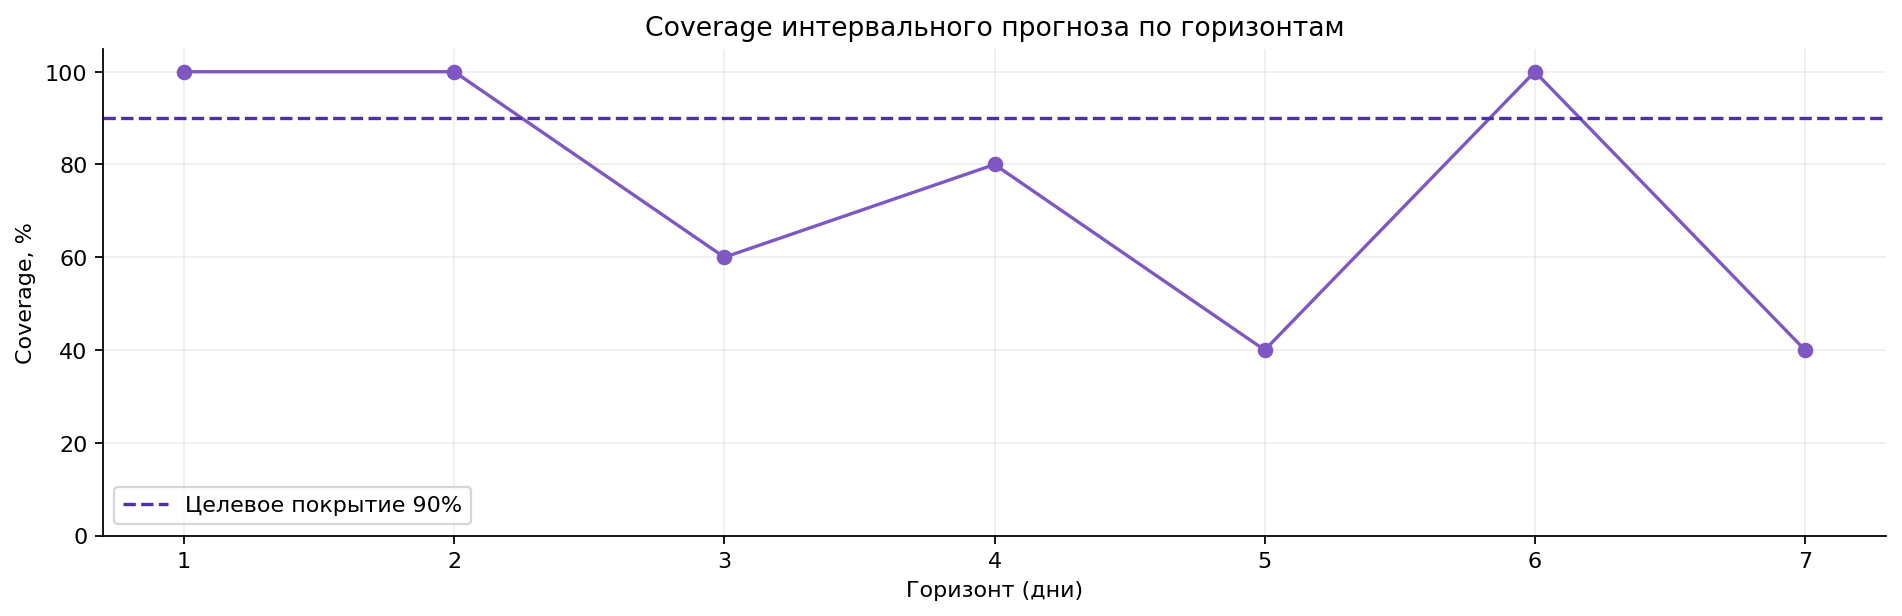 Coverage интервального прогноза по горизонтам
Coverage, %
100
80
60
40
20
0
Целевое покрытие 90%
1 2 3 4 5 6 7
Горизонт (дни)